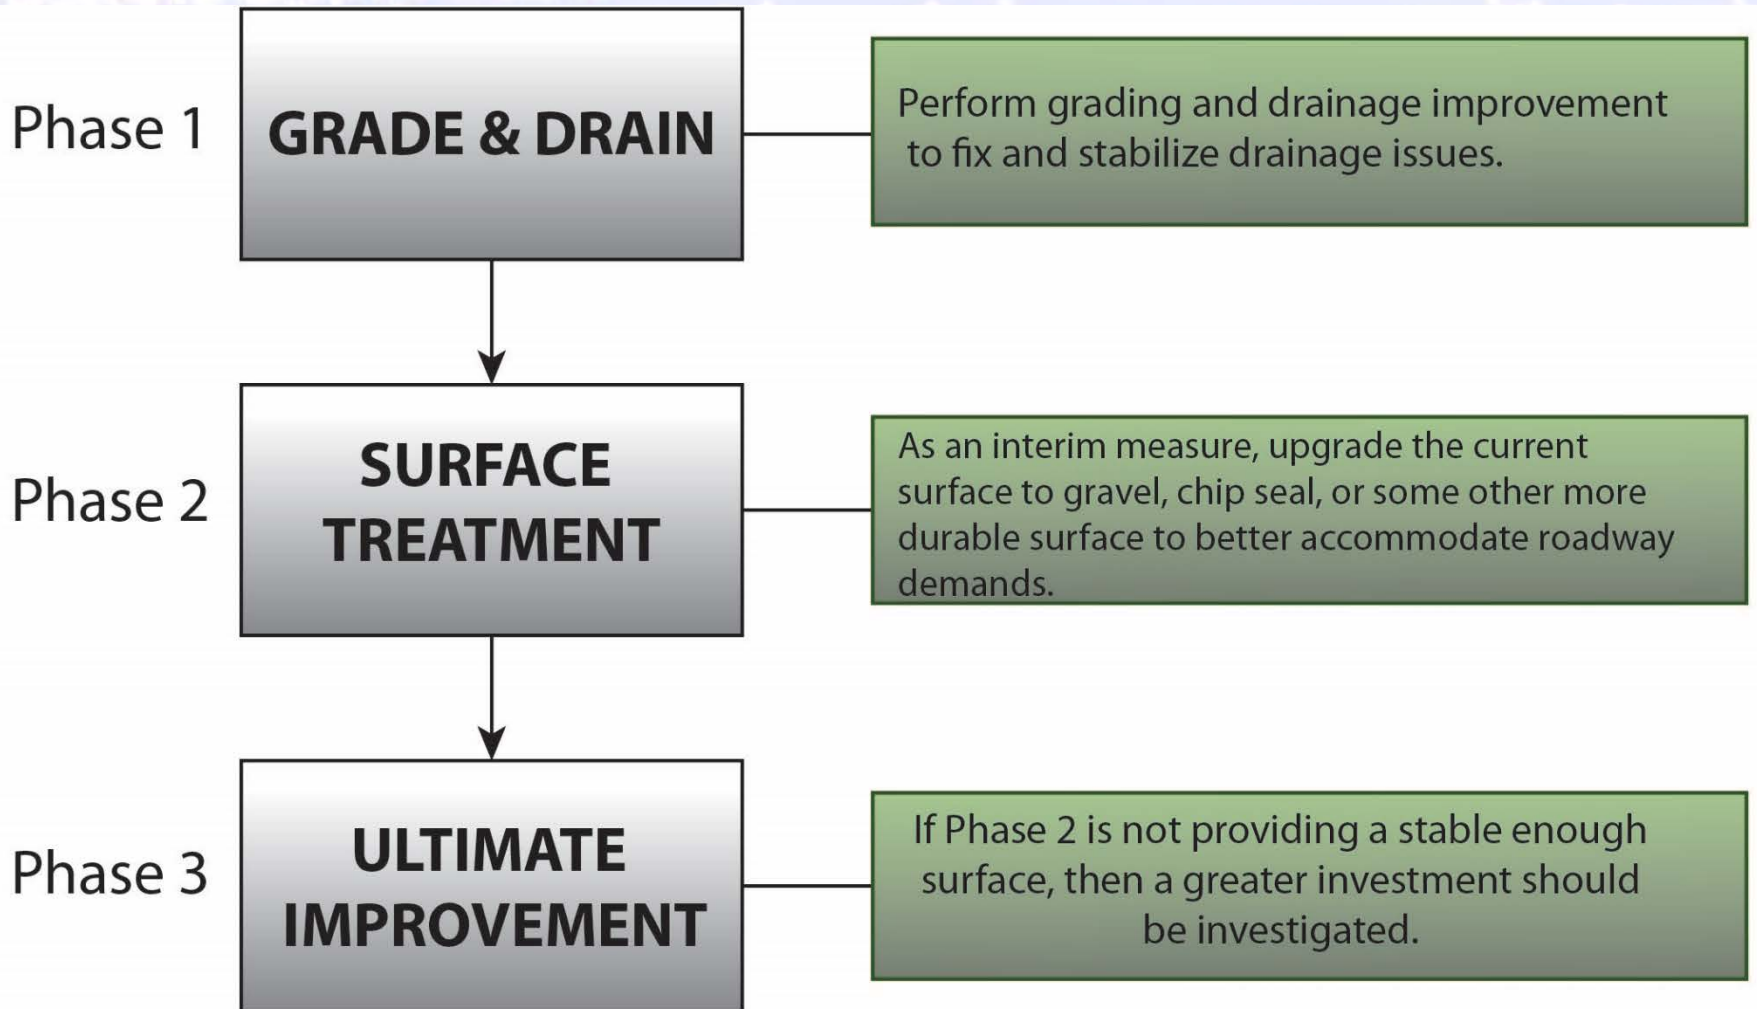 Phase 1
GRADE & DRAIN
Perform grading and drainage improvement
to fix and stabilize drainage issues.
Phase 2
SURFACE
TREATMENT
As an interim measure, upgrade the current
surface to gravel, chip seal, or some other more
durable surface to better accommodate roadway
demands.
Phase 3
ULTIMATE
IMPROVEMENT
If Phase 2 is not providing a stable enough
surface, then a greater investment should
be investigated.